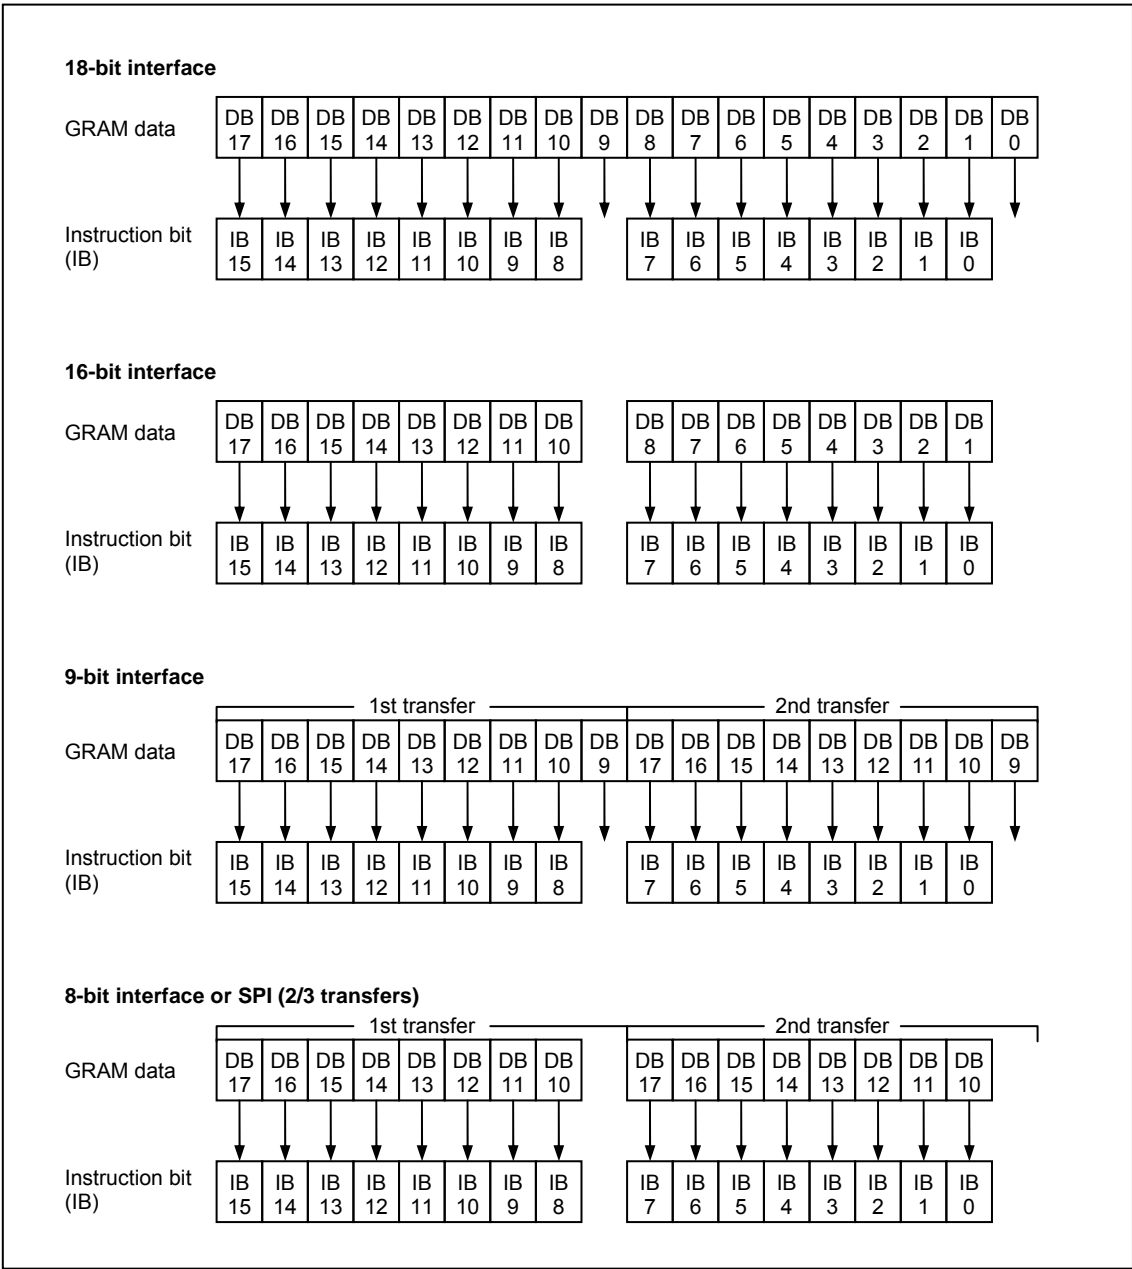 18-bit interface
GRAM data
DB 17 DB 16 DB 15 DB 14 DB 13 DB 12 DB 11 DB 10 DB 9 DB 8 DB 7 DB 6 DB 5 DB 4 DB 3 DB 2 DB 1 DB 0
Instruction bit
(IB)
IB 15 IB 14 IB 13 IB 12 IB 11 IB 10 IB 9 IB 8 IB 7 IB 6 IB 5 IB 4 IB 3 IB 2 IB 1 IB 0
16-bit interface
GRAM data
DB 17 DB 16 DB 15 DB 14 DB 13 DB 12 DB 11 DB 10 DB 8 DB 7 DB 6 DB 5 DB 4 DB 3 DB 2 DB 1
Instruction bit
(IB)
IB 15 IB 14 IB 13 IB 12 IB 11 IB 10 IB 9 IB 8 IB 7 IB 6 IB 5 IB 4 IB 3 IB 2 IB 1 IB 0
9-bit interface
1st transfer 2nd transfer
GRAM data
DB 17 DB 16 DB 15 DB 14 DB 13 DB 12 DB 11 DB 10 DB 9 DB 17 DB 16 DB 15 DB 14 DB 13 DB 12 DB 11 DB 10 DB 9
Instruction bit
(IB)
IB 15 IB 14 IB 13 IB 12 IB 11 IB 10 IB 9 IB 8 IB 7 IB 6 IB 5 IB 4 IB 3 IB 2 IB 1 IB 0
8-bit interface or SPI (2/3 transfers)
1st transfer 2nd transfer
GRAM data
DB 17 DB 16 DB 15 DB 14 DB 13 DB 12 DB 11 DB 10 DB 17 DB 16 DB 15 DB 14 DB 13 DB 12 DB 11 DB 10
Instruction bit
(IB)
IB 15 IB 14 IB 13 IB 12 IB 11 IB 10 IB 9 IB 8 IB 7 IB 6 IB 5 IB 4 IB 3 IB 2 IB 1 IB 0